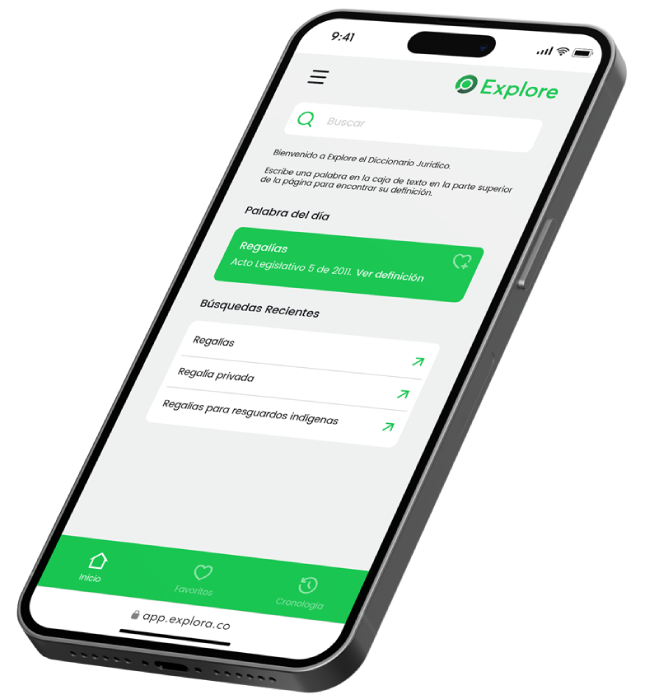 9:41
Explore
Buscar
Bienvenido a Explore el Diccionario Jurídico.
Escribe una palabra en la caja de texto en la parte superior
de la página para encontrar su definición.
Palabra del día
Regalías
Acto Legislativo 5 de 2011. Ver definición
Búsquedas Recientes
Regalías
Regalía privada
Regalías para resguardos indígenas
Inicio
Favoritos
Cronología
app.explora.co